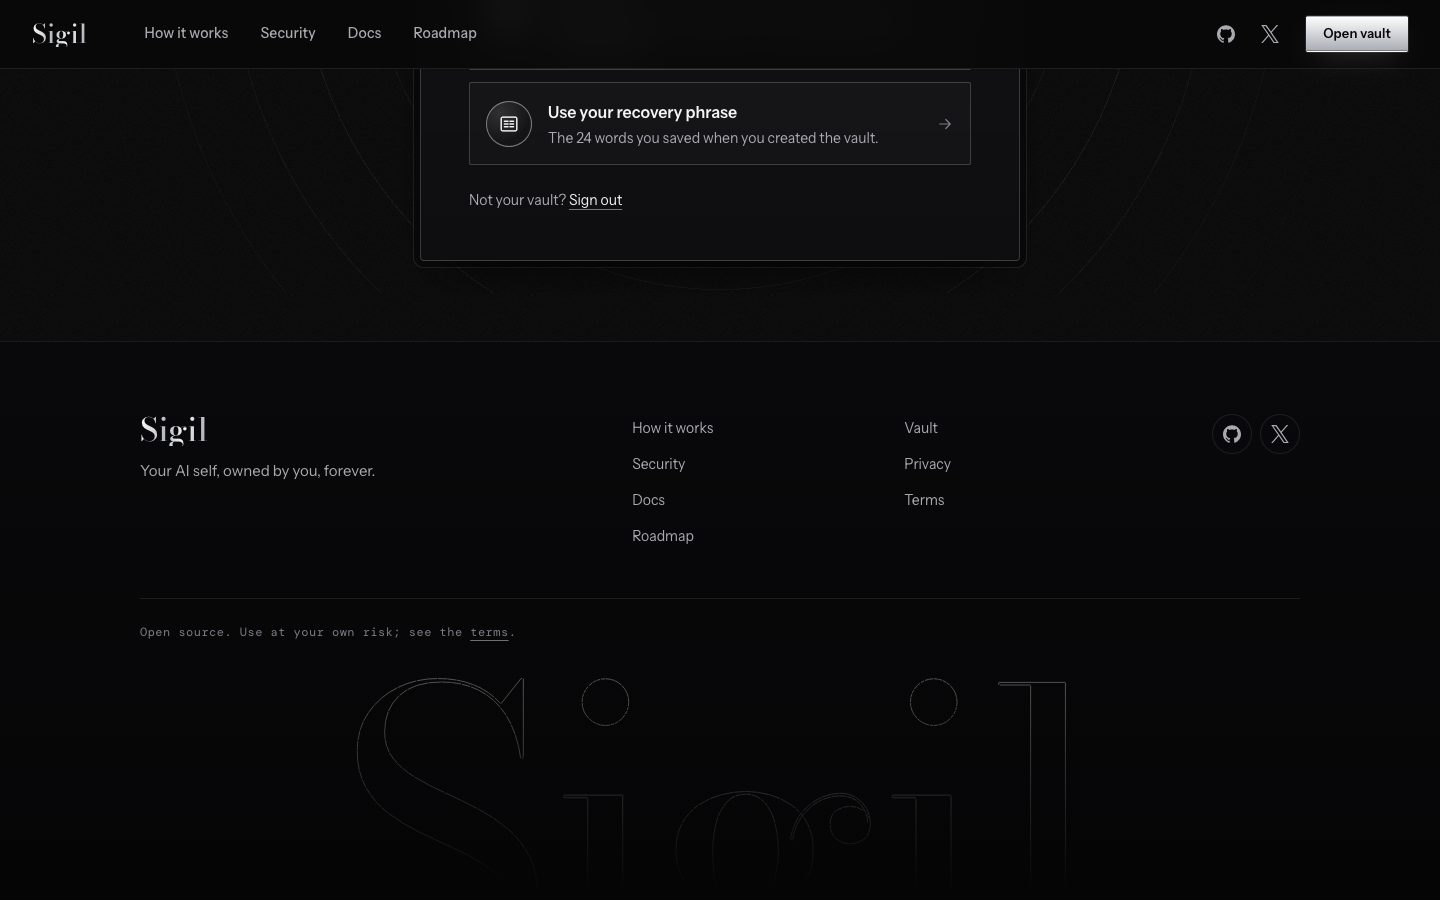 Sigil
How it works
Security
Docs
Roadmap
Open vault
Use your recovery phrase
The 24 words you saved when you created the vault.
Not your vault? Sign out
Sigil
Your AI self, owned by you, forever.
How it works
Security
Docs
Roadmap
Vault
Privacy
Terms
Open source. Use at your own risk; see the terms.
Sigil